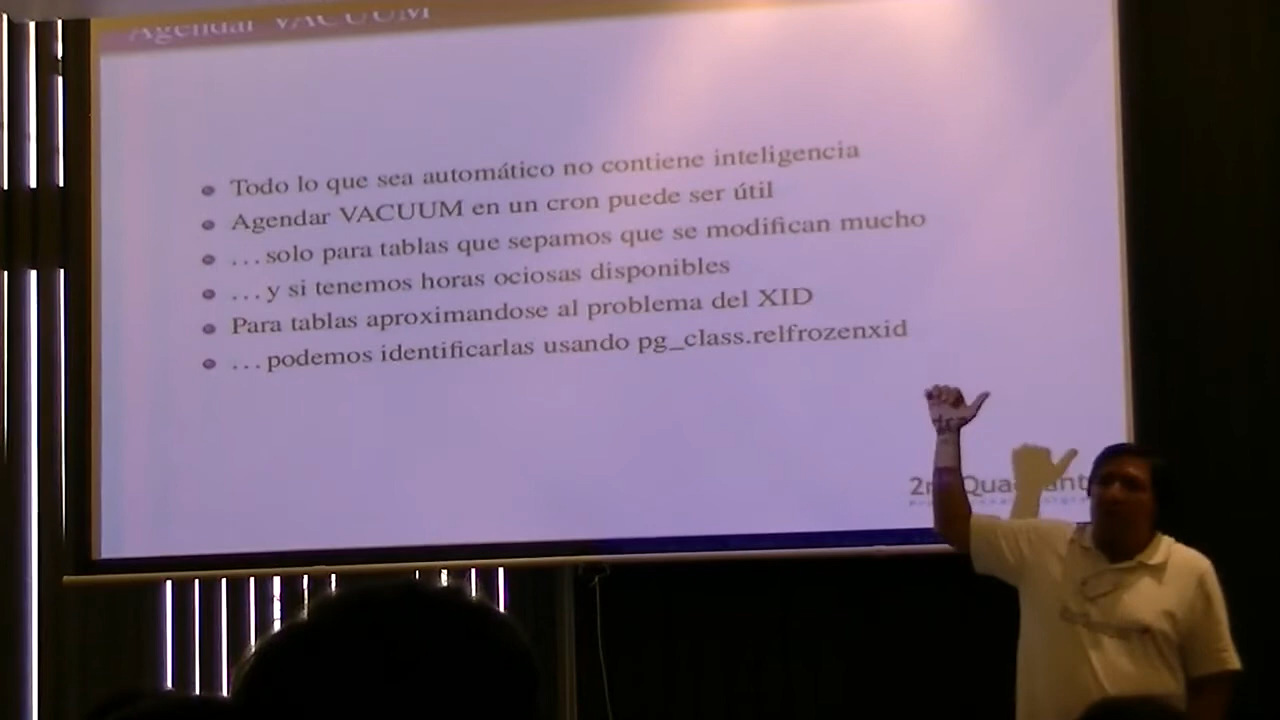 Agendar VACUUM
Todo lo que sea automático no contiene inteligencia
Agendar VACUUM en un cron puede ser útil
...solo para tablas que sepamos que se modifican mucho
...y si tenemos horas ociosas disponibles
Para tablas aproximandose al problema del XID
...podemos identificarlas usando pg_class.relfrozenxid